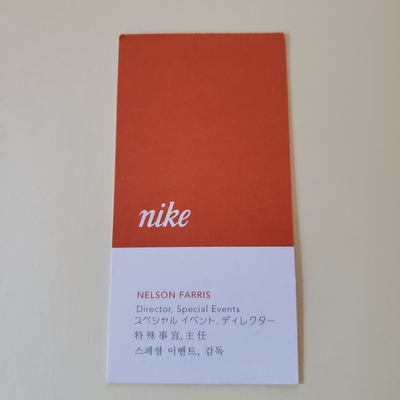 nike
NELSON FARRIS
Director, Special Events
スペシャル イベント, ディレクター
特殊事宜,主任
스페셜 이벤트, 감독